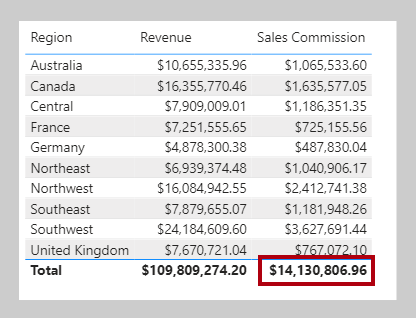 Region Revenue Sales Commission
Australia $10,655,335.96 $1,065,533.60
Canada $16,355,770.46 $1,635,577.05
Central $7,909,009.01 $1,186,351.35
France $7,251,555.65 $725,155.56
Germany $4,878,300.38 $487,830.04
Northeast $6,939,374.48 $1,040,906.17
Northwest $16,084,942.55 $2,412,741.38
Southeast $7,879,655.07 $1,181,948.26
Southwest $24,184,609.60 $3,627,691.44
United Kingdom $7,670,721.04 $767,072.10
Total $109,809,274.20 $14,130,806.96